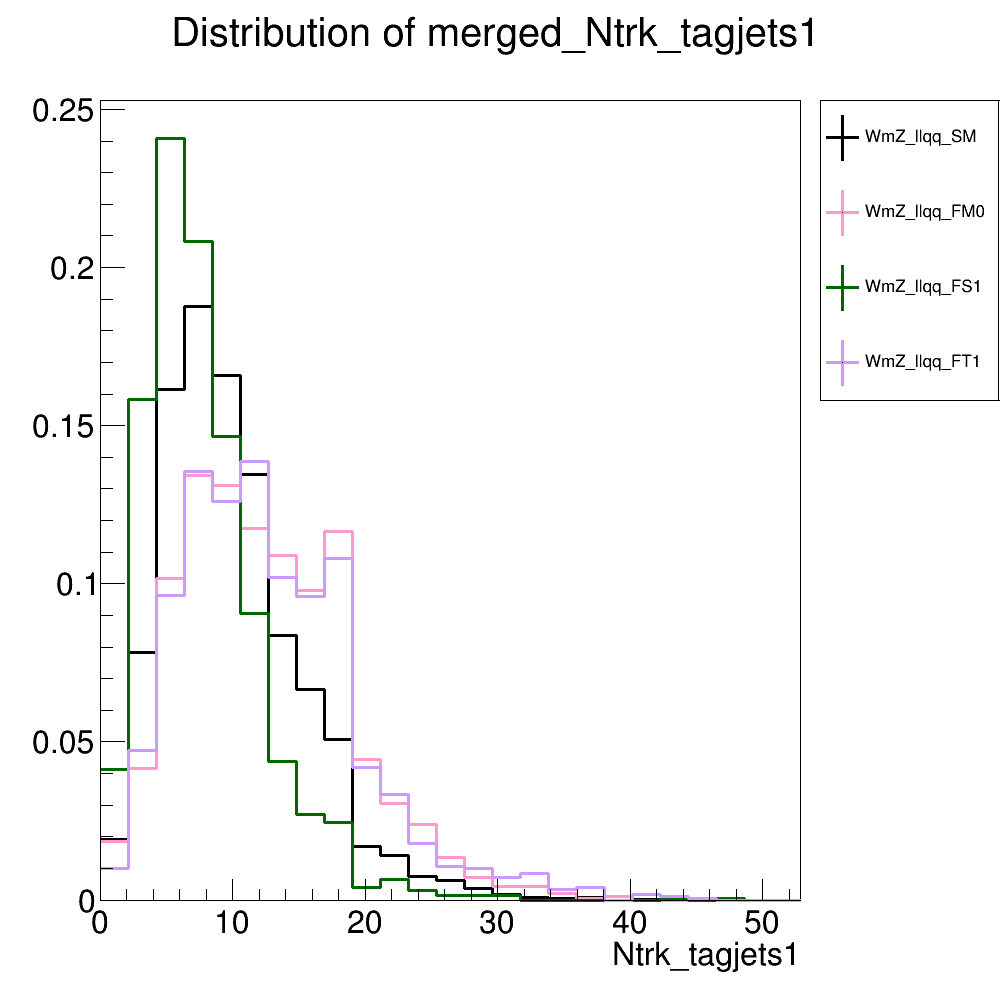 Distribution of merged_Ntrk_tagjets1
0.25
0.2
0.15
0.1
0.05
0
0 10 20 30 40 50
Ntrk_tagjets1
WmZ_llqq_SM
WmZ_llqq_FM0
WmZ_llqq_FS1
WmZ_llqq_FT1